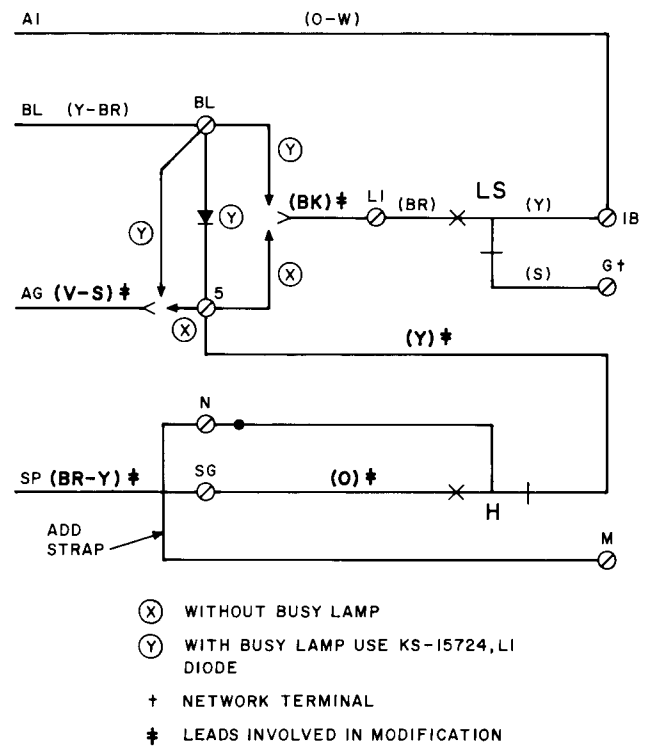 AI (O-W)
BL (Y-BR) BL
Y
(BK)⯒ LI (BR) LS (Y) IB
Y Y
X G†
AG (V-S)⯒ 5 (S)
X (Y)⯒
N
SP (BR-Y)⯒ SG (O)⯒
H
ADD
STRAP M
X WITHOUT BUSY LAMP
Y WITH BUSY LAMP USE KS-15724, LI
DIODE
† NETWORK TERMINAL
⯒ LEADS INVOLVED IN MODIFICATION